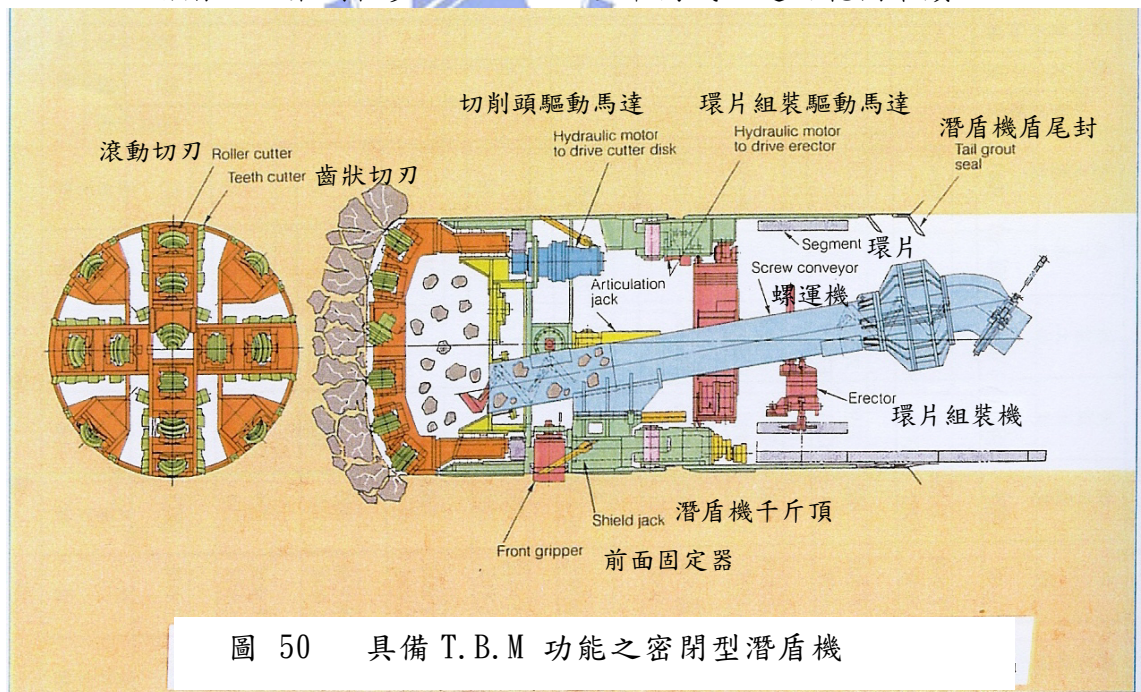 切削頭驅動馬達
Hydraulic motor
to drive cutter disk
環片組裝驅動馬達
Hydraulic motor
to drive erector
潛盾機盾尾封
Tail grout
seal
滾動切刃
Roller cutter
Teeth cutter
齒狀切刃
Segment
環片
Articulation
jack
Screw conveyor
螺運機
Erector
環片組裝機
Shield jack
潛盾機千斤頂
Front gripper
前面固定器
圖 50 具備 T.B.M 功能之密閉型潛盾機